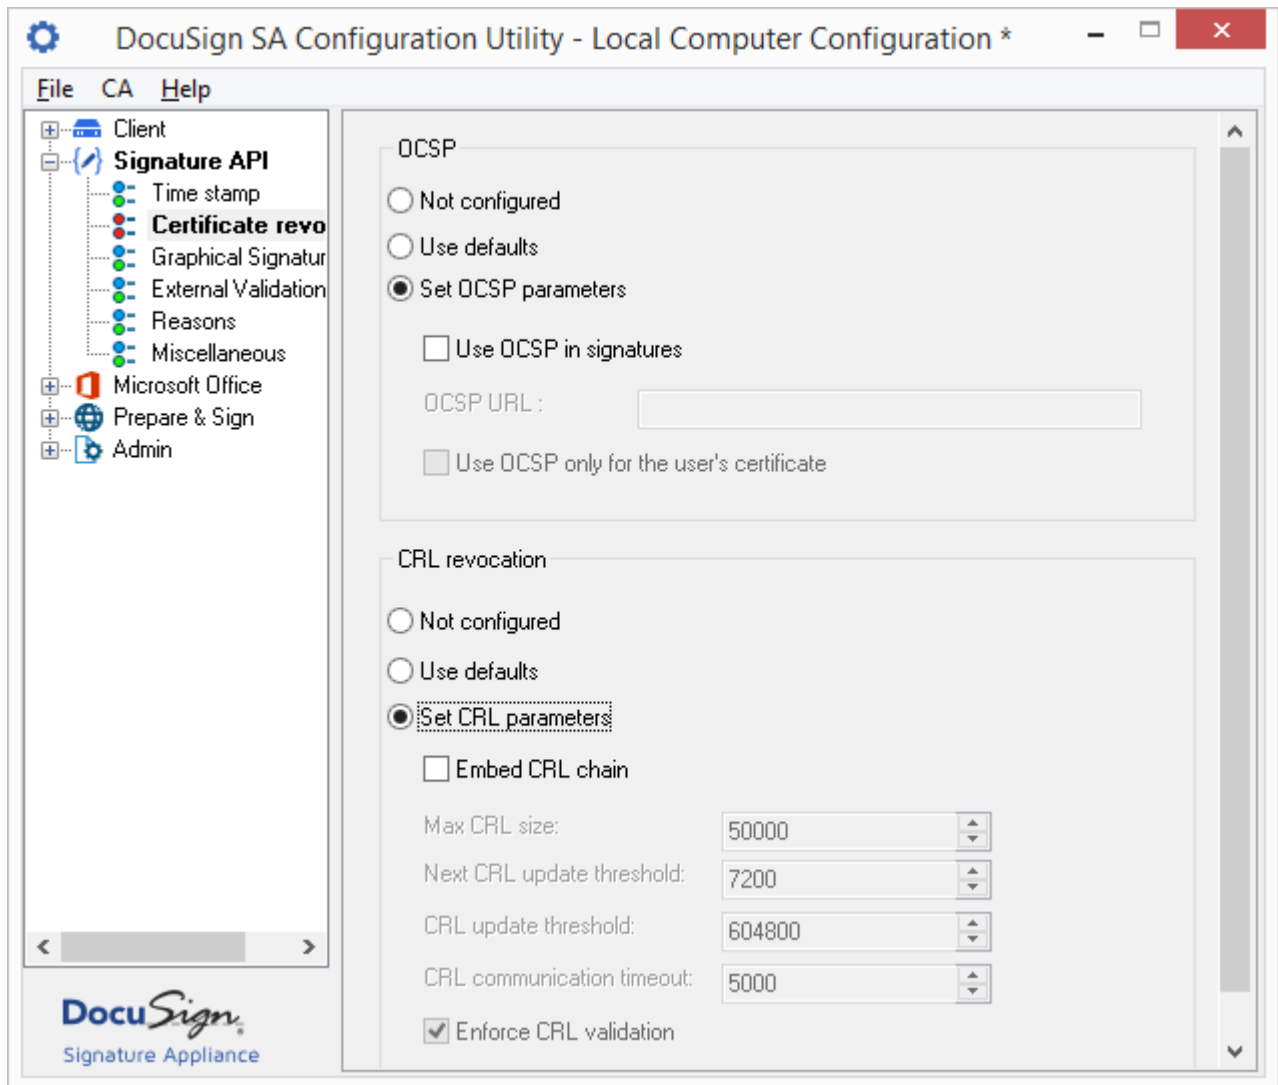 DocuSign SA Configuration Utility - Local Computer Configuration *
File CA Help
Client
Signature API
Time stamp
Certificate revo
Graphical Signatur
External Validation
Reasons
Miscellaneous
Microsoft Office
Prepare & Sign
Admin
DocuSign
Signature Appliance
OCSP
Not configured
Use defaults
Set OCSP parameters
Use OCSP in signatures
OCSP URL :
Use OCSP only for the user's certificate
CRL revocation
Not configured
Use defaults
Set CRL parameters
Embed CRL chain
Max CRL size: 50000
Next CRL update threshold: 7200
CRL update threshold: 604800
CRL communication timeout: 5000
Enforce CRL validation